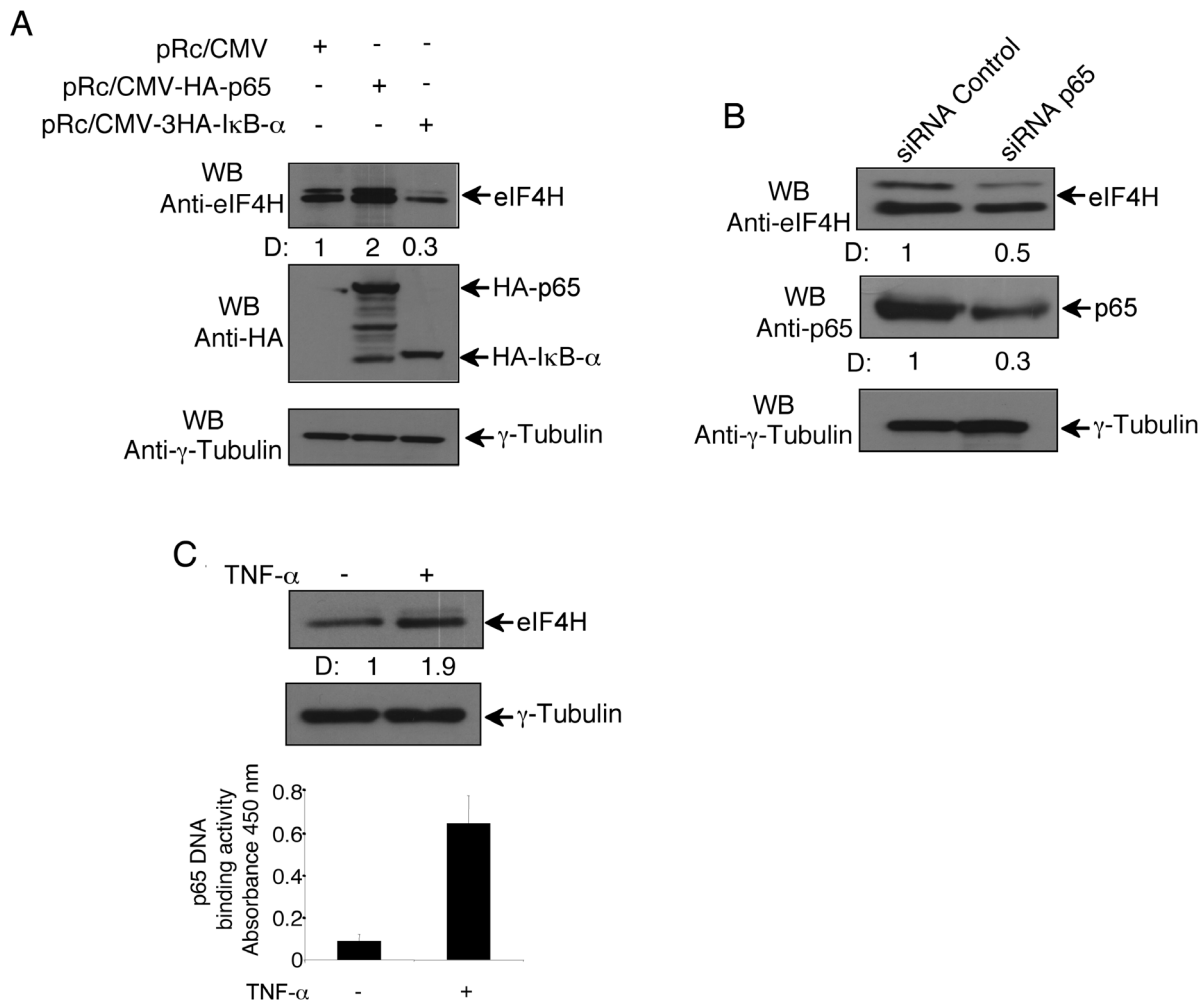 A
pRc/CMV + - -
pRc/CMV-HA-p65 - + -
pRc/CMV-3HA-IκB-α - - +
WB
Anti-eIF4H
eIF4H
D: 1 2 0.3
WB
Anti-HA
HA-p65
HA-IκB-α
WB
Anti-γ-Tubulin
γ-Tubulin
B
siRNA Control
siRNA p65
WB
Anti-eIF4H
eIF4H
D: 1 0.5
WB
Anti-p65
p65
D: 1 0.3
WB
Anti-γ-Tubulin
γ-Tubulin
C
TNF-α - +
eIF4H
D: 1 1.9
γ-Tubulin
p65 DNA
binding activity
Absorbance 450 nm
0.8
0.6
0.4
0.2
0
TNF-α - +